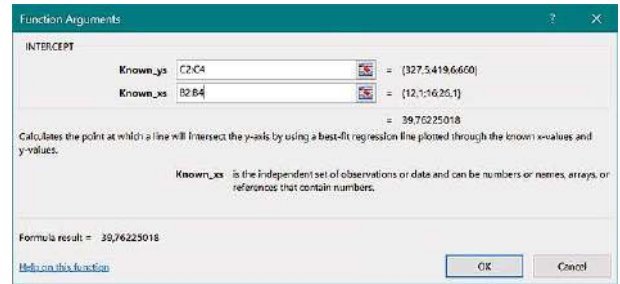 Function Arguments ? ×
INTERCEPT
Known_ys C2:C4 = {327,5;419,6;660}
Known_xs B2:B4 = {12,1;16;26,1}
= 39,76225018
Calculates the point at which a line will intersect the y-axis by using a best-fit regression line plotted through the known x-values and
y-values.
Known_xs is the independent set of observations or data and can be numbers or names, arrays, or
references that contain numbers.
Formula result = 39,76225018
Help on this function OK Cancel